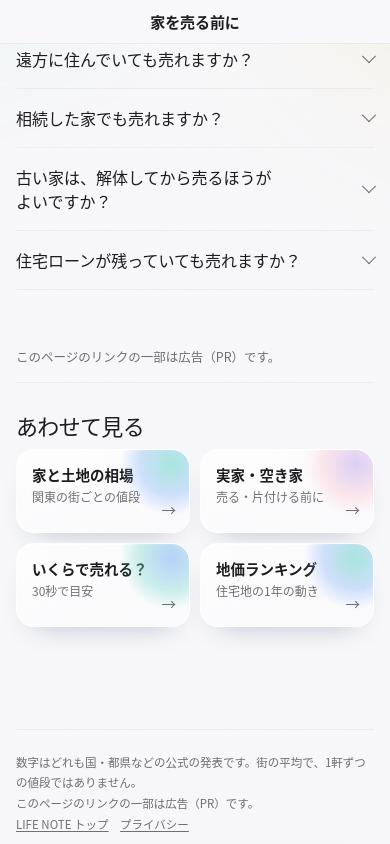 家を売る前に
遠方に住んでいても売れますか？
相続した家でも売れますか？
古い家は、解体してから売るほうが
よいですか？
住宅ローンが残っていても売れますか？
このページのリンクの一部は広告（PR）です。
あわせて見る
家と土地の相場
関東の街ごとの値段
→
実家・空き家
売る・片付ける前に
→
いくらで売れる？
30秒で目安
→
地価ランキング
住宅地の1年の動き
→
数字はどれも国・都県などの公式の発表です。街の平均で、1軒ずつ
の値段ではありません。
このページのリンクの一部は広告（PR）です。
LIFE NOTE トップ　プライバシー